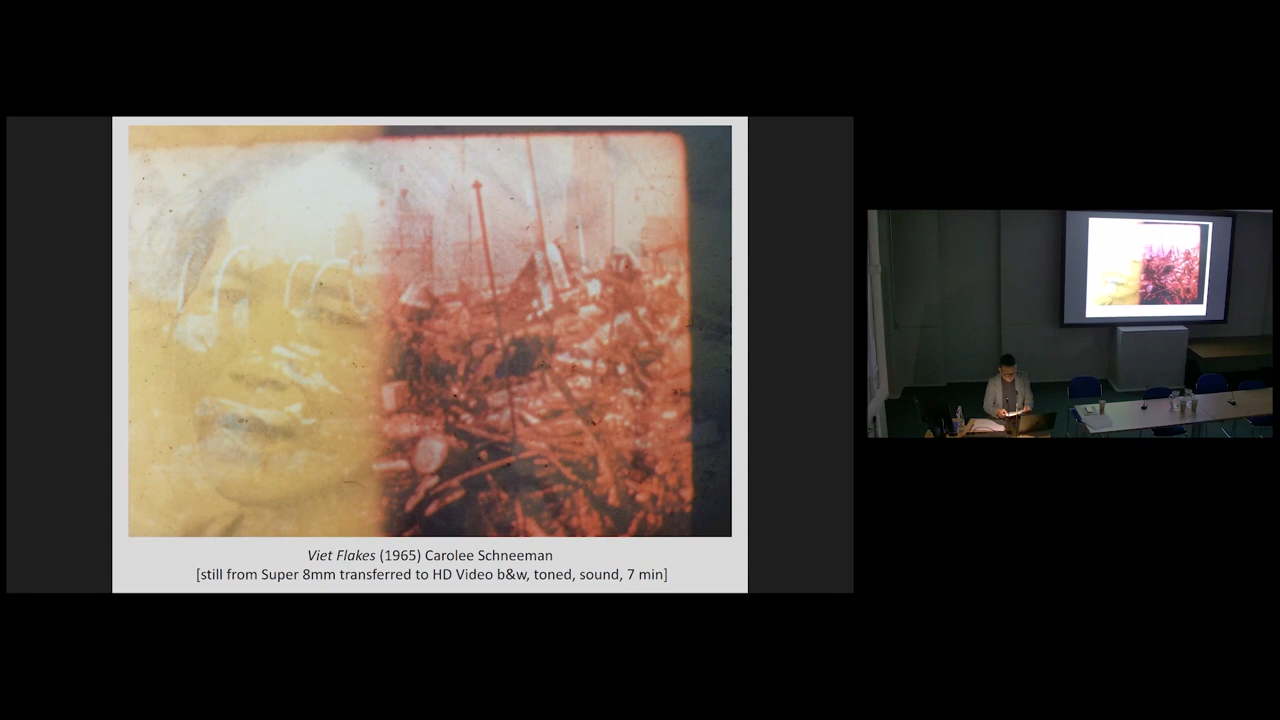 Viet Flakes (1965) Carolee Schneeman
[still from Super 8mm transferred to HD Video b&w, toned, sound, 7 min]